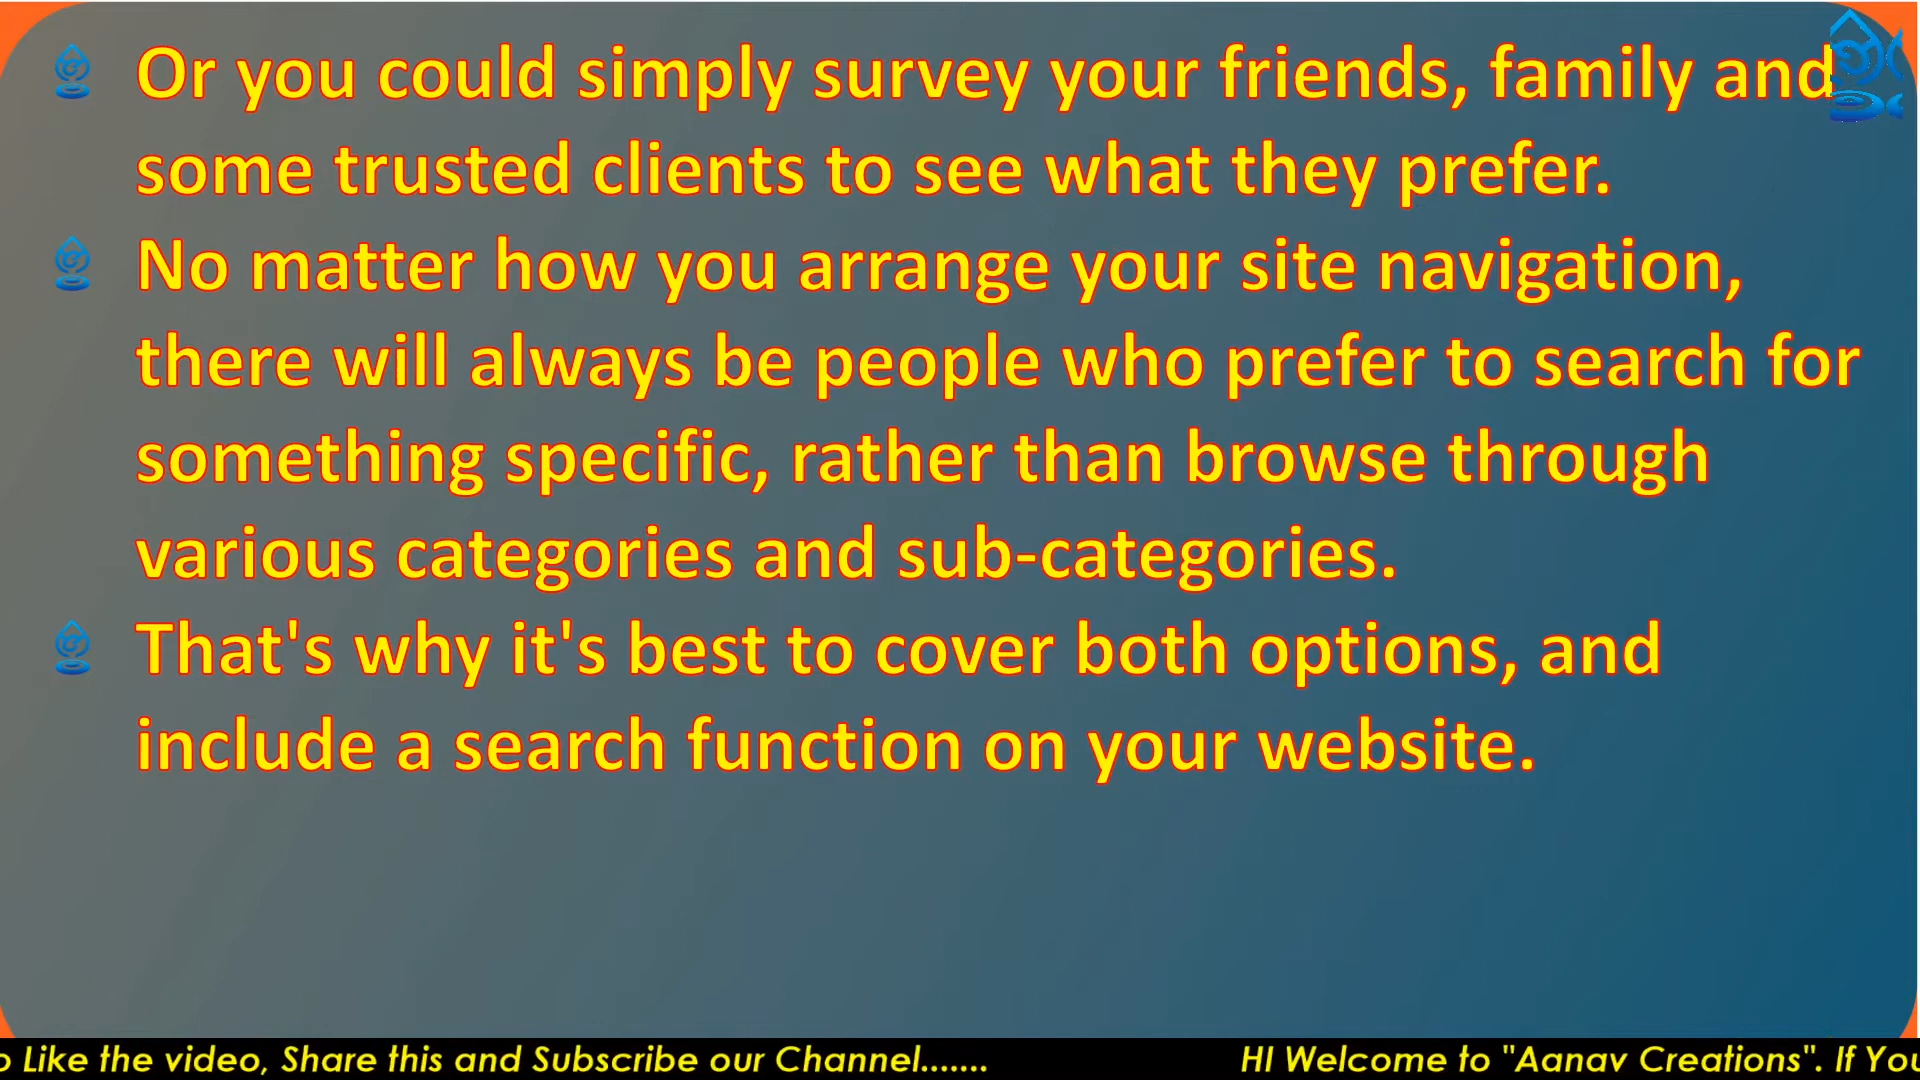 Or you could simply survey your friends, family and
some trusted clients to see what they prefer.
No matter how you arrange your site navigation,
there will always be people who prefer to search for
something specific, rather than browse through
various categories and sub-categories.
That's why it's best to cover both options, and
include a search function on your website.
o Like the video, Share this and Subscribe our Channel....... HI Welcome to "Aanav Creations". If You